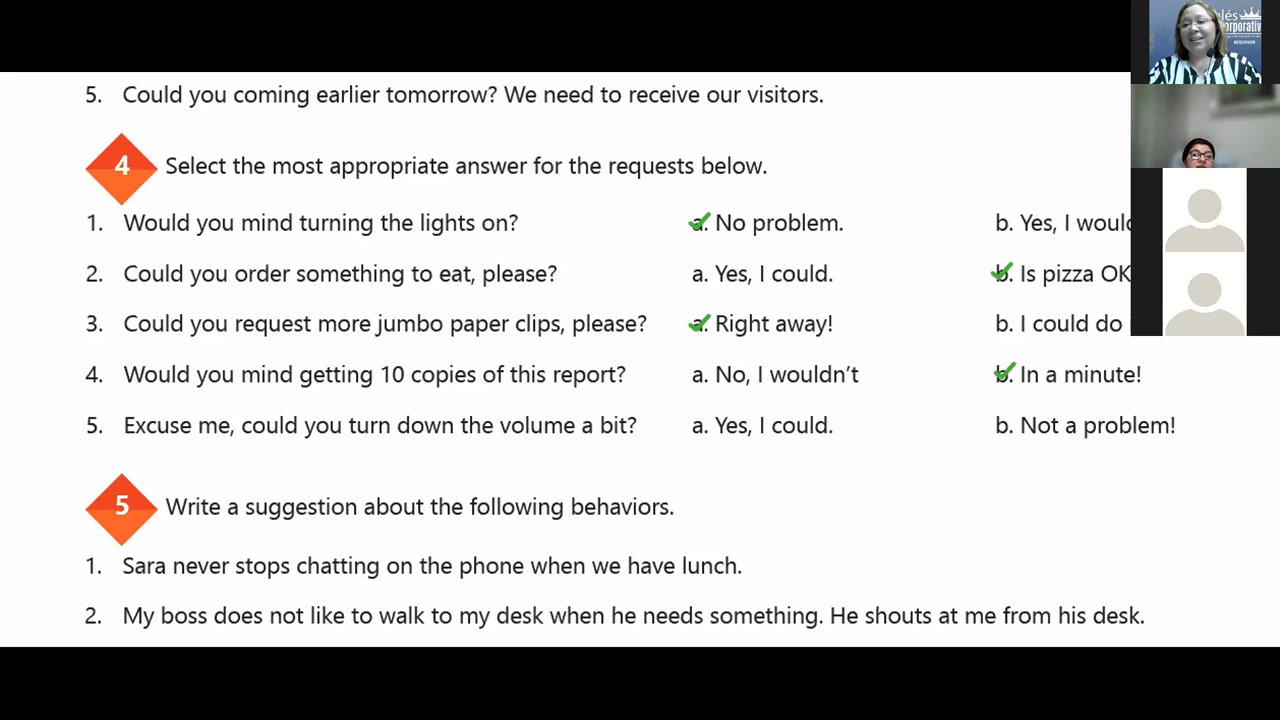 5. Could you coming earlier tomorrow? We need to receive our visitors.
4 Select the most appropriate answer for the requests below.
1. Would you mind turning the lights on? a. No problem. b. Yes, I would
2. Could you order something to eat, please? a. Yes, I could. b. Is pizza OK
3. Could you request more jumbo paper clips, please? a. Right away! b. I could do
4. Would you mind getting 10 copies of this report? a. No, I wouldn't b. In a minute!
5. Excuse me, could you turn down the volume a bit? a. Yes, I could. b. Not a problem!
5 Write a suggestion about the following behaviors.
1. Sara never stops chatting on the phone when we have lunch.
2. My boss does not like to walk to my desk when he needs something. He shouts at me from his desk.